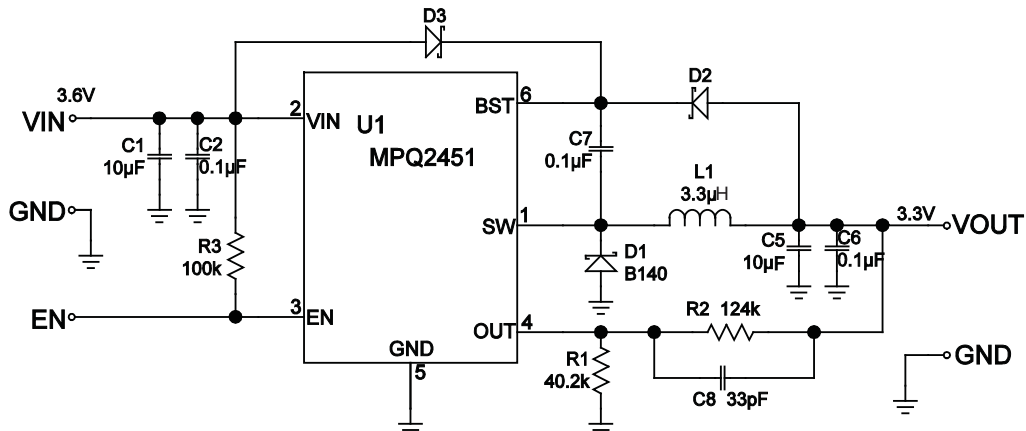 D3
3.6V
VIN
2
VIN
U1
MPQ2451
BST
6
D2
C1
10µF
C2
0.1µF
C7
0.1µF
L1
3.3µH
GND
SW
1
3.3V
VOUT
R3
100k
D1
B140
C5
10µF
C6
0.1µF
EN
3
EN
OUT
4
R2 124k
GND
5
R1
40.2k
C8 33pF
GND